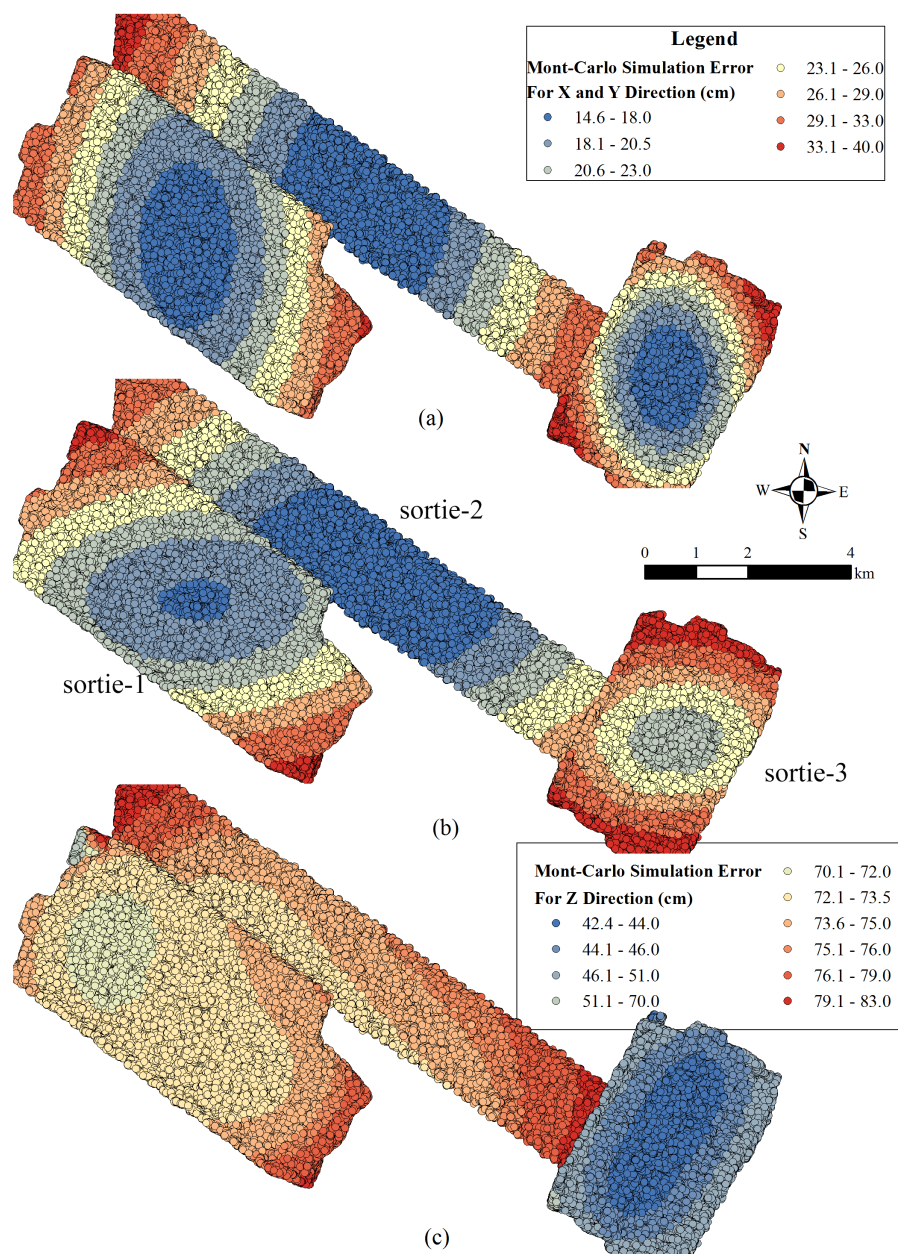 Legend
Mont-Carlo Simulation Error
For X and Y Direction (cm)
14.6 - 18.0
18.1 - 20.5
20.6 - 23.0
23.1 - 26.0
26.1 - 29.0
29.1 - 33.0
33.1 - 40.0
(a)
sortie-2
N
W E
S
0 1 2 4
km
sortie-1
sortie-3
(b)
Mont-Carlo Simulation Error
For Z Direction (cm)
42.4 - 44.0
44.1 - 46.0
46.1 - 51.0
51.1 - 70.0
70.1 - 72.0
72.1 - 73.5
73.6 - 75.0
75.1 - 76.0
76.1 - 79.0
79.1 - 83.0
(c)